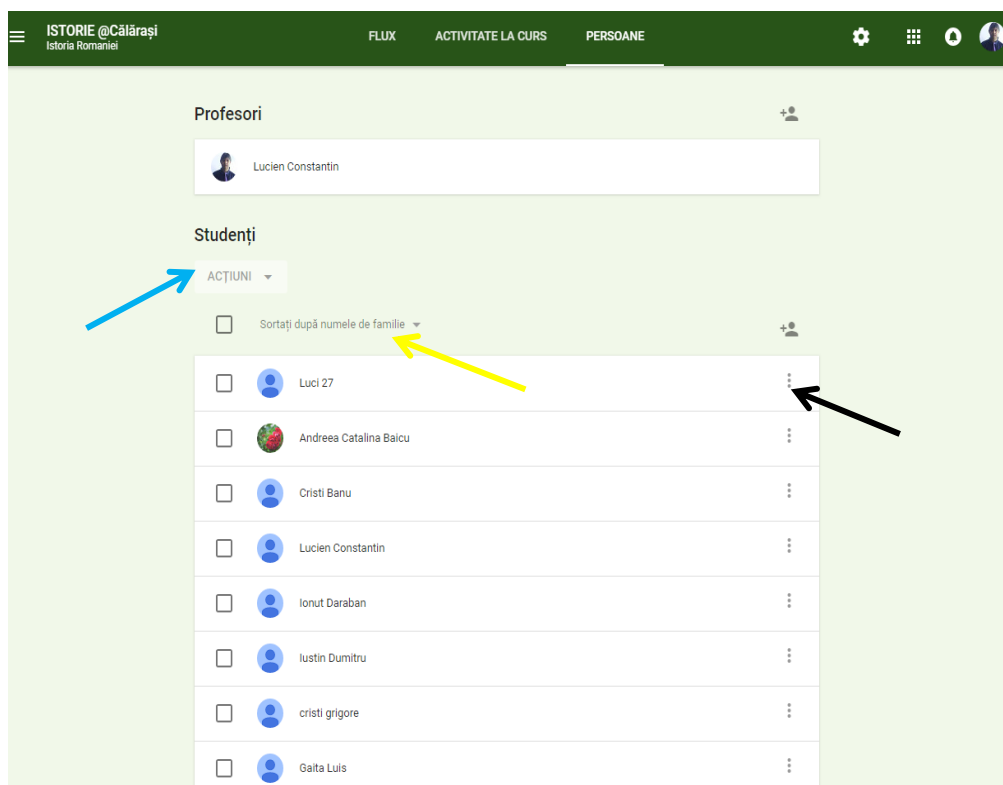 ISTORIE @Călărași
Istoria Romaniei
FLUX ACTIVITATE LA CURS PERSOANE
Profesori
Lucien Constantin
Studenți
ACȚIUNI
Sortați după numele de familie
Luci 27
Andreea Catalina Baicu
Cristi Banu
Lucien Constantin
Ionut Daraban
Iustin Dumitru
cristi grigore
Gaita Luis